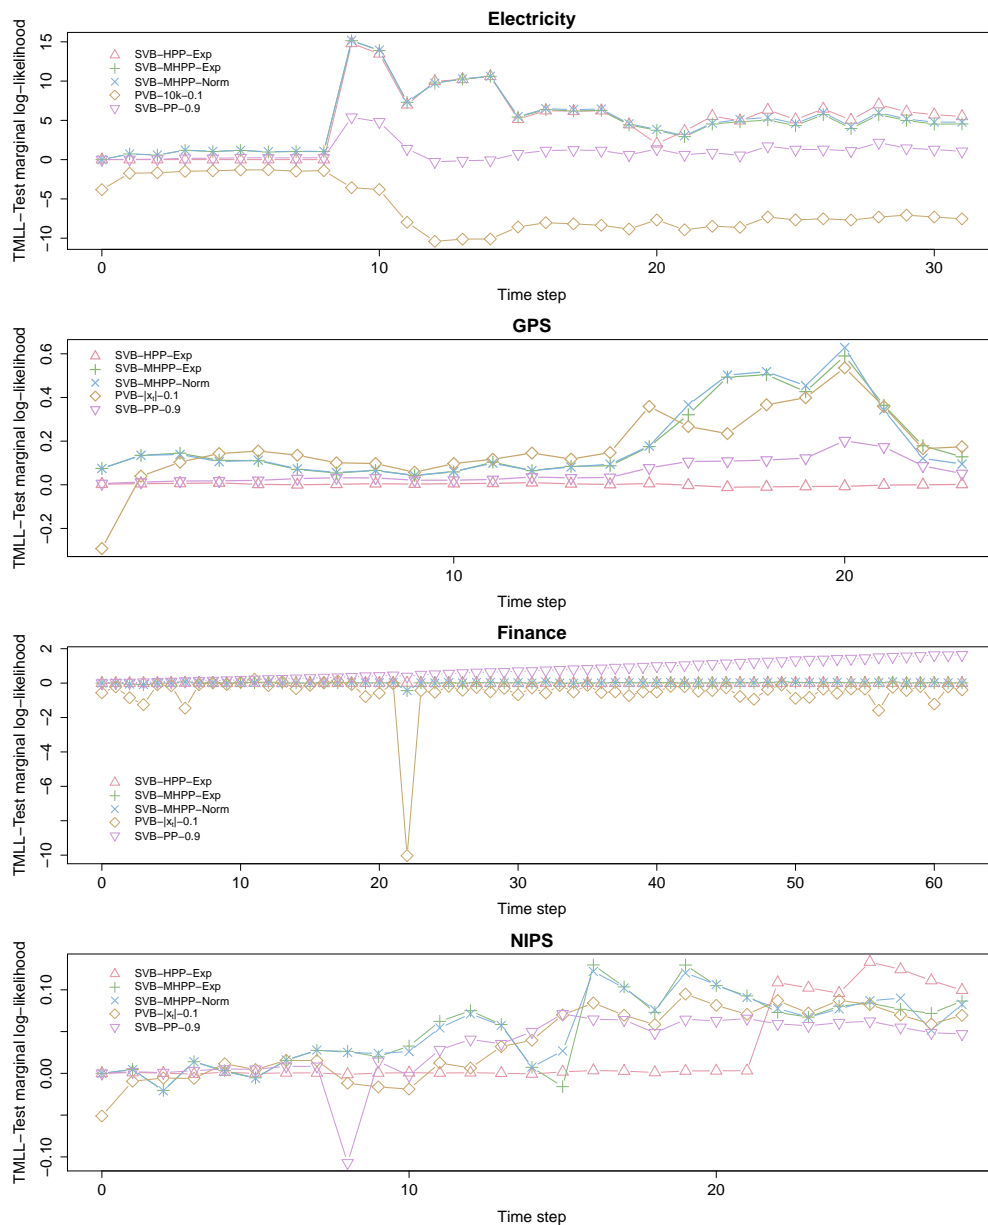 Electricity
TMLL−Test marginal log−likelihood
15
10
5
0
−5
−10
SVB−HPP−Exp
SVB−MHPP−Exp
SVB−MHPP−Norm
PVB−10k−0.1
SVB−PP−0.9
0 10 20 30
Time step
GPS
TMLL−Test marginal log−likelihood
0.6
0.4
0.2
0.0
−0.2
SVB−HPP−Exp
SVB−MHPP−Exp
SVB−MHPP−Norm
PVB−|xₜ|−0.1
SVB−PP−0.9
10 20
Time step
Finance
TMLL−Test marginal log−likelihood
2
0
−2
−4
−6
−10
SVB−HPP−Exp
SVB−MHPP−Exp
SVB−MHPP−Norm
PVB−|xₜ|−0.1
SVB−PP−0.9
0 10 20 30 40 50 60
Time step
NIPS
TMLL−Test marginal log−likelihood
0.10
0.00
−0.10
SVB−HPP−Exp
SVB−MHPP−Exp
SVB−MHPP−Norm
PVB−|xₜ|−0.1
SVB−PP−0.9
0 10 20
Time step